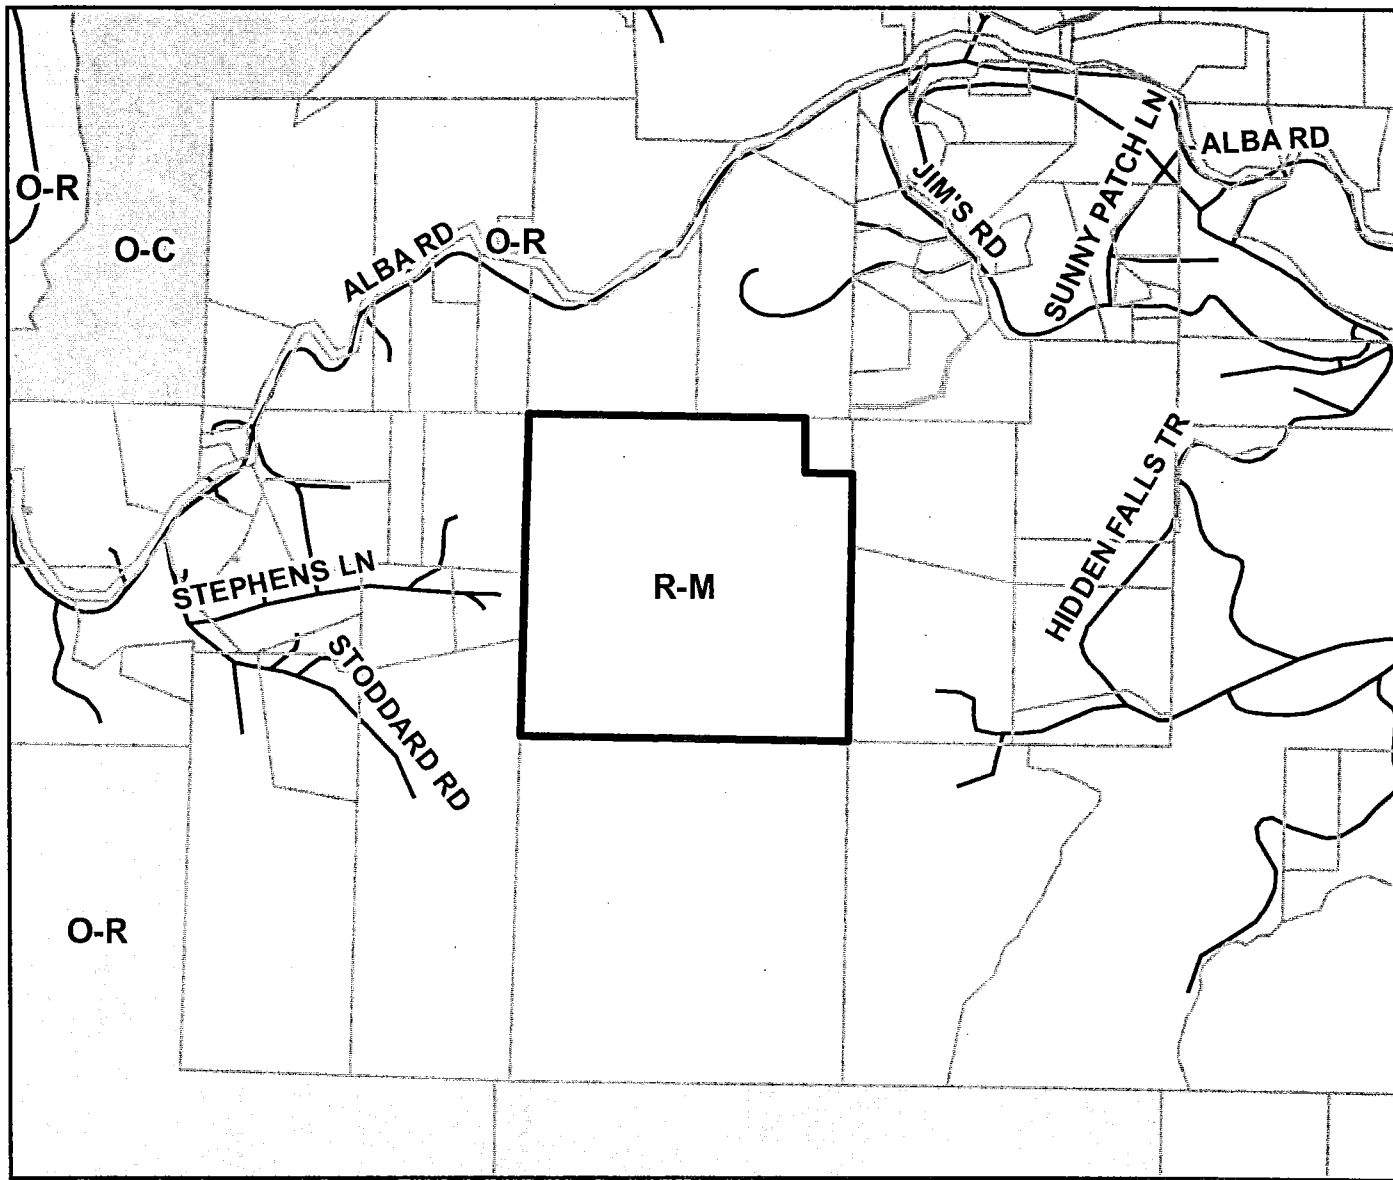 ALBA RD
SUNNY PATCH LN
O-R
JIM'S RD
O-C
ALBA RD
O-R
HIDDEN FALLS TR
STEPHENS LN
R-M
STODDARD RD
O-R